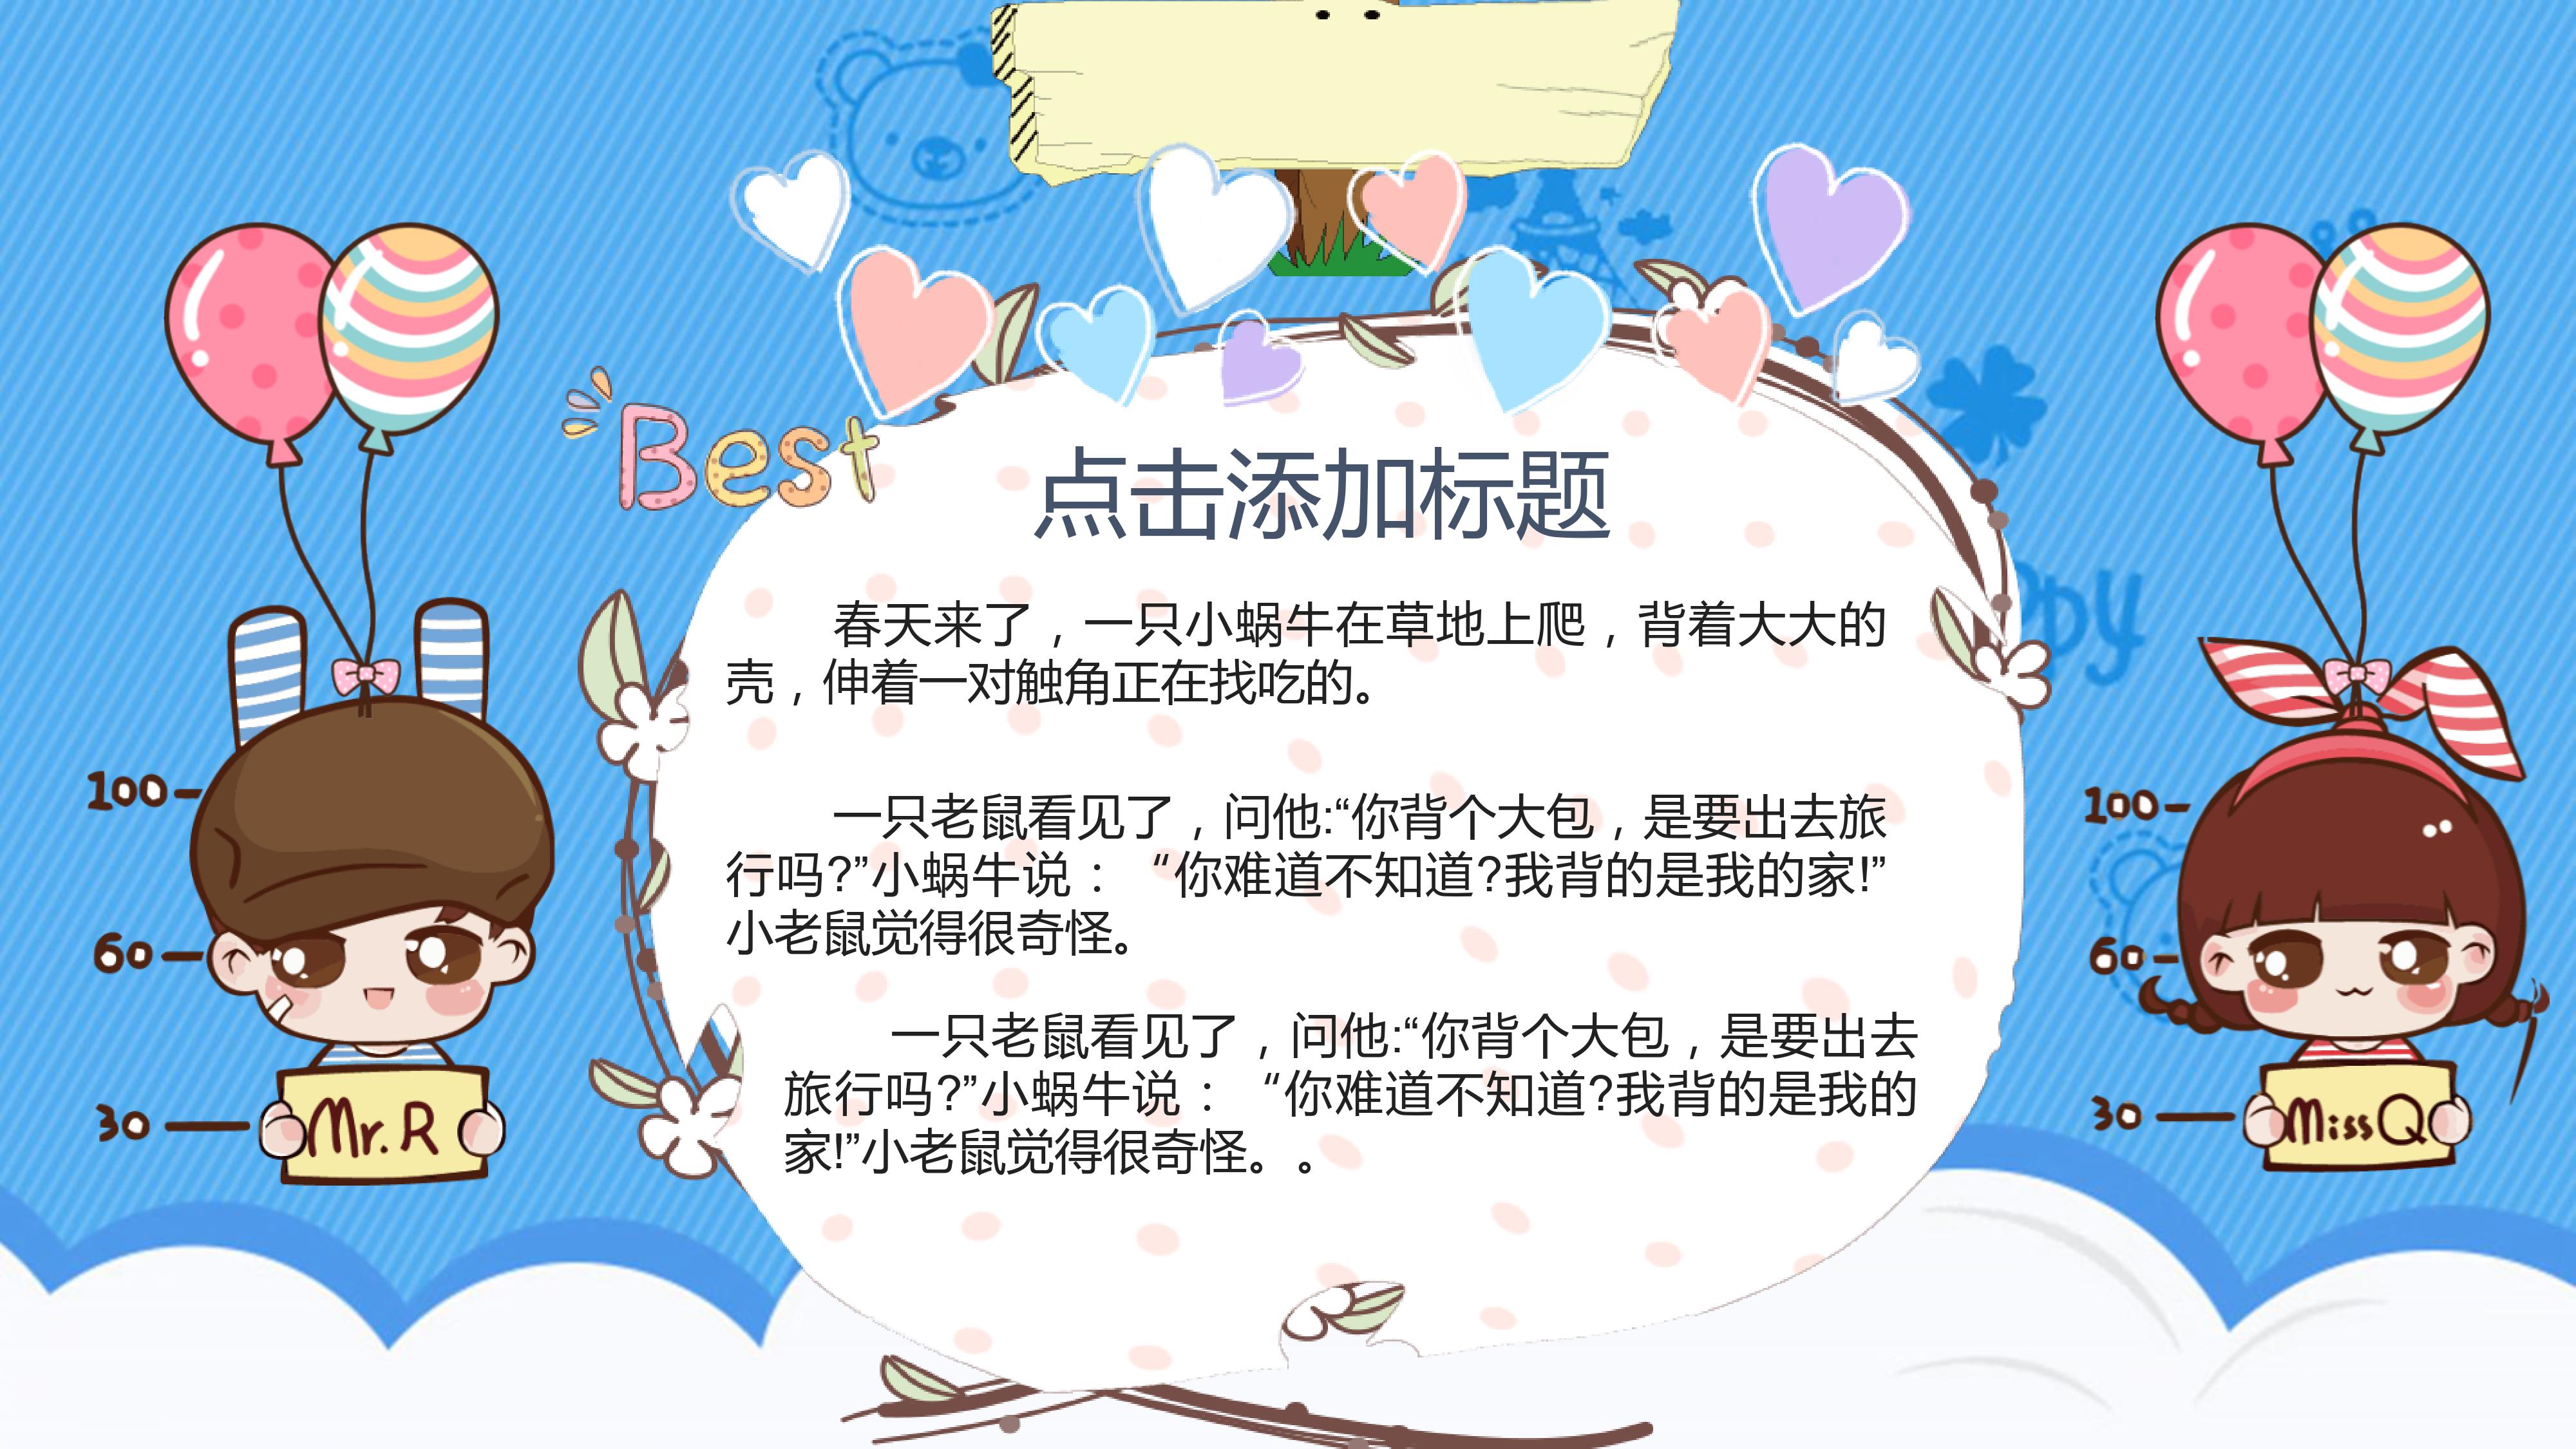 Best
点击添加标题
春天来了，一只小蜗牛在草地上爬，背着大大的
壳，伸着一对触角正在找吃的。
一只老鼠看见了，问他:“你背个大包，是要出去旅
行吗?”小蜗牛说：“你难道不知道?我背的是我的家!”
小老鼠觉得很奇怪。
一只老鼠看见了，问他:“你背个大包，是要出去
旅行吗?”小蜗牛说：“你难道不知道?我背的是我的
家!”小老鼠觉得很奇怪。。
100
60
30
Mr. R
100
60
30
Miss Q